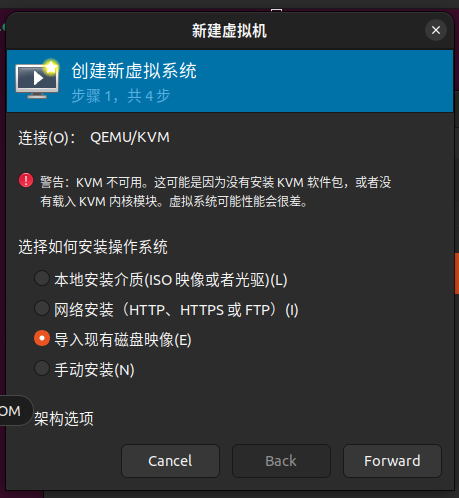 新建虚拟机
创建新虚拟系统
步骤 1，共 4 步
连接(O)： QEMU/KVM
警告：KVM 不可用。这可能是因为没有安装 KVM 软件包，或者没
有载入 KVM 内核模块。虚拟系统可能性能会很差。
选择如何安装操作系统
本地安装介质(ISO 映像或者光驱)(L)
网络安装（HTTP、HTTPS 或 FTP）(I)
导入现有磁盘映像(E)
手动安装(N)
OM
架构选项
Cancel
Back
Forward